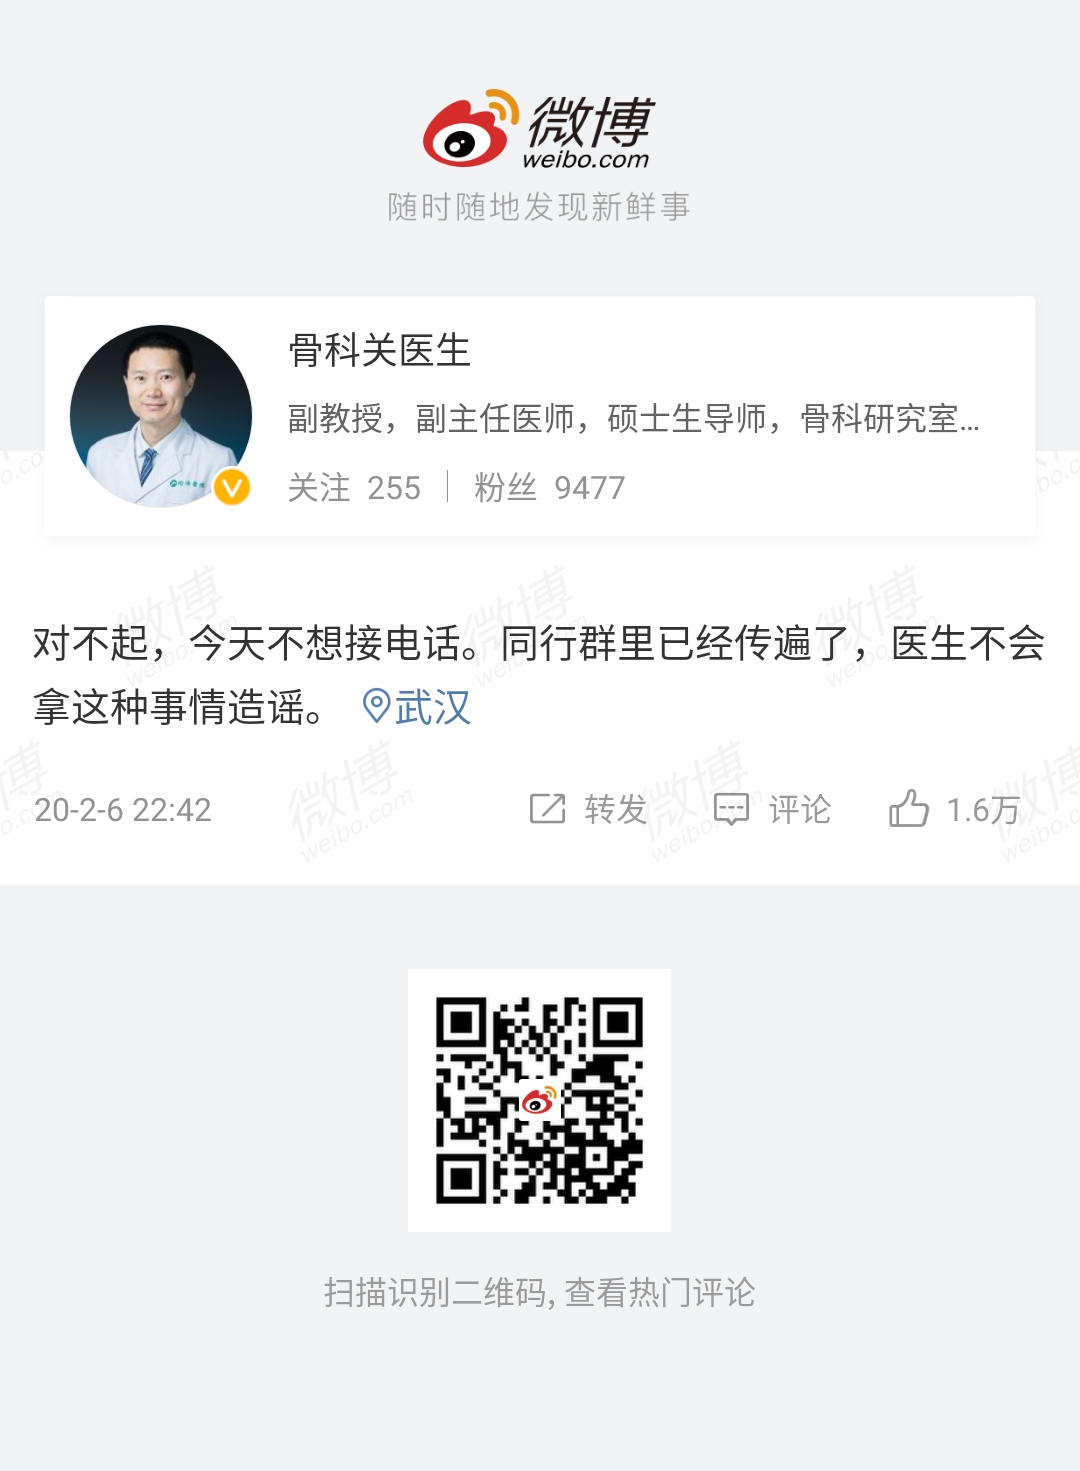 微博
weibo.com
随时随地发现新鲜事
骨科关医生
副教授，副主任医师，硕士生导师，骨科研究室...
关注 255 | 粉丝 9477
对不起，今天不想接电话。同行群里已经传遍了，医生不会
拿这种事情造谣。 武汉
20-2-6 22:42 转发 评论 1.6万
扫描识别二维码, 查看热门评论